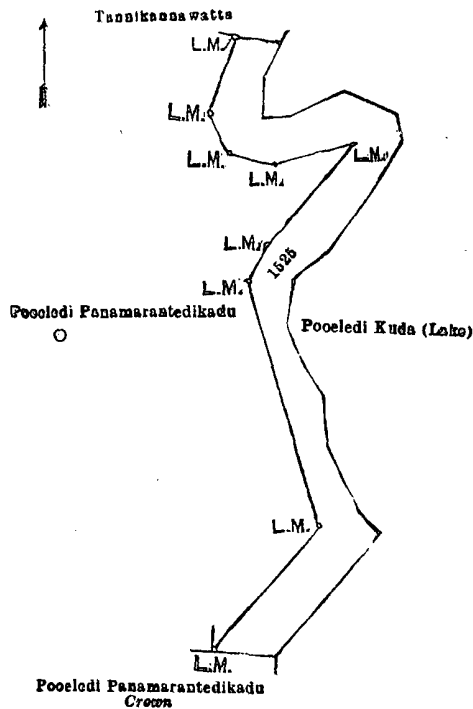 Tannikannawatta
L.M.
L.M.
L.M.
L.M.
L.M.
L.M.
1525
L.M.
Pooeledi Panamarantedikadu
Pooeledi Kuda (Lake)
L.M.
L.M.
Pooeledi Panamarantedikadu
Crown